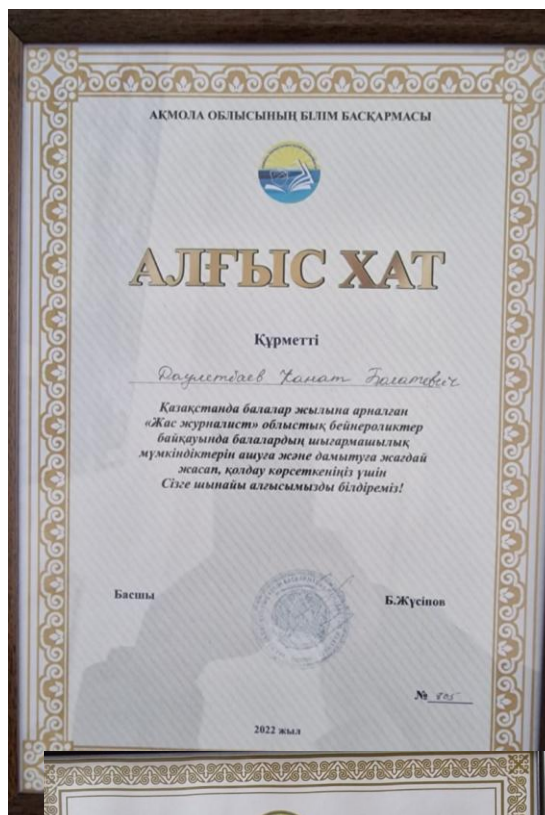 АҚМОЛА ОБЛЫСЫНЫҢ БІЛІМ БАСҚАРМАСЫ
АЛҒЫС ХАТ
Құрметті
Даулетбаев Қанат Болатович
Қазақстанда балалар жылына арналған
«Жас журналист» облыстық бейнероликтер
байқауында балалардың шығармашылық
мүмкіндіктерін ашуға және дамытуға жағдай
жасап, қолдау көрсеткеніңіз үшін
Сізге шынайы алғысымызды білдіреміз!
Басшы
Б.Жүсіпов
№ 805
2022 жыл